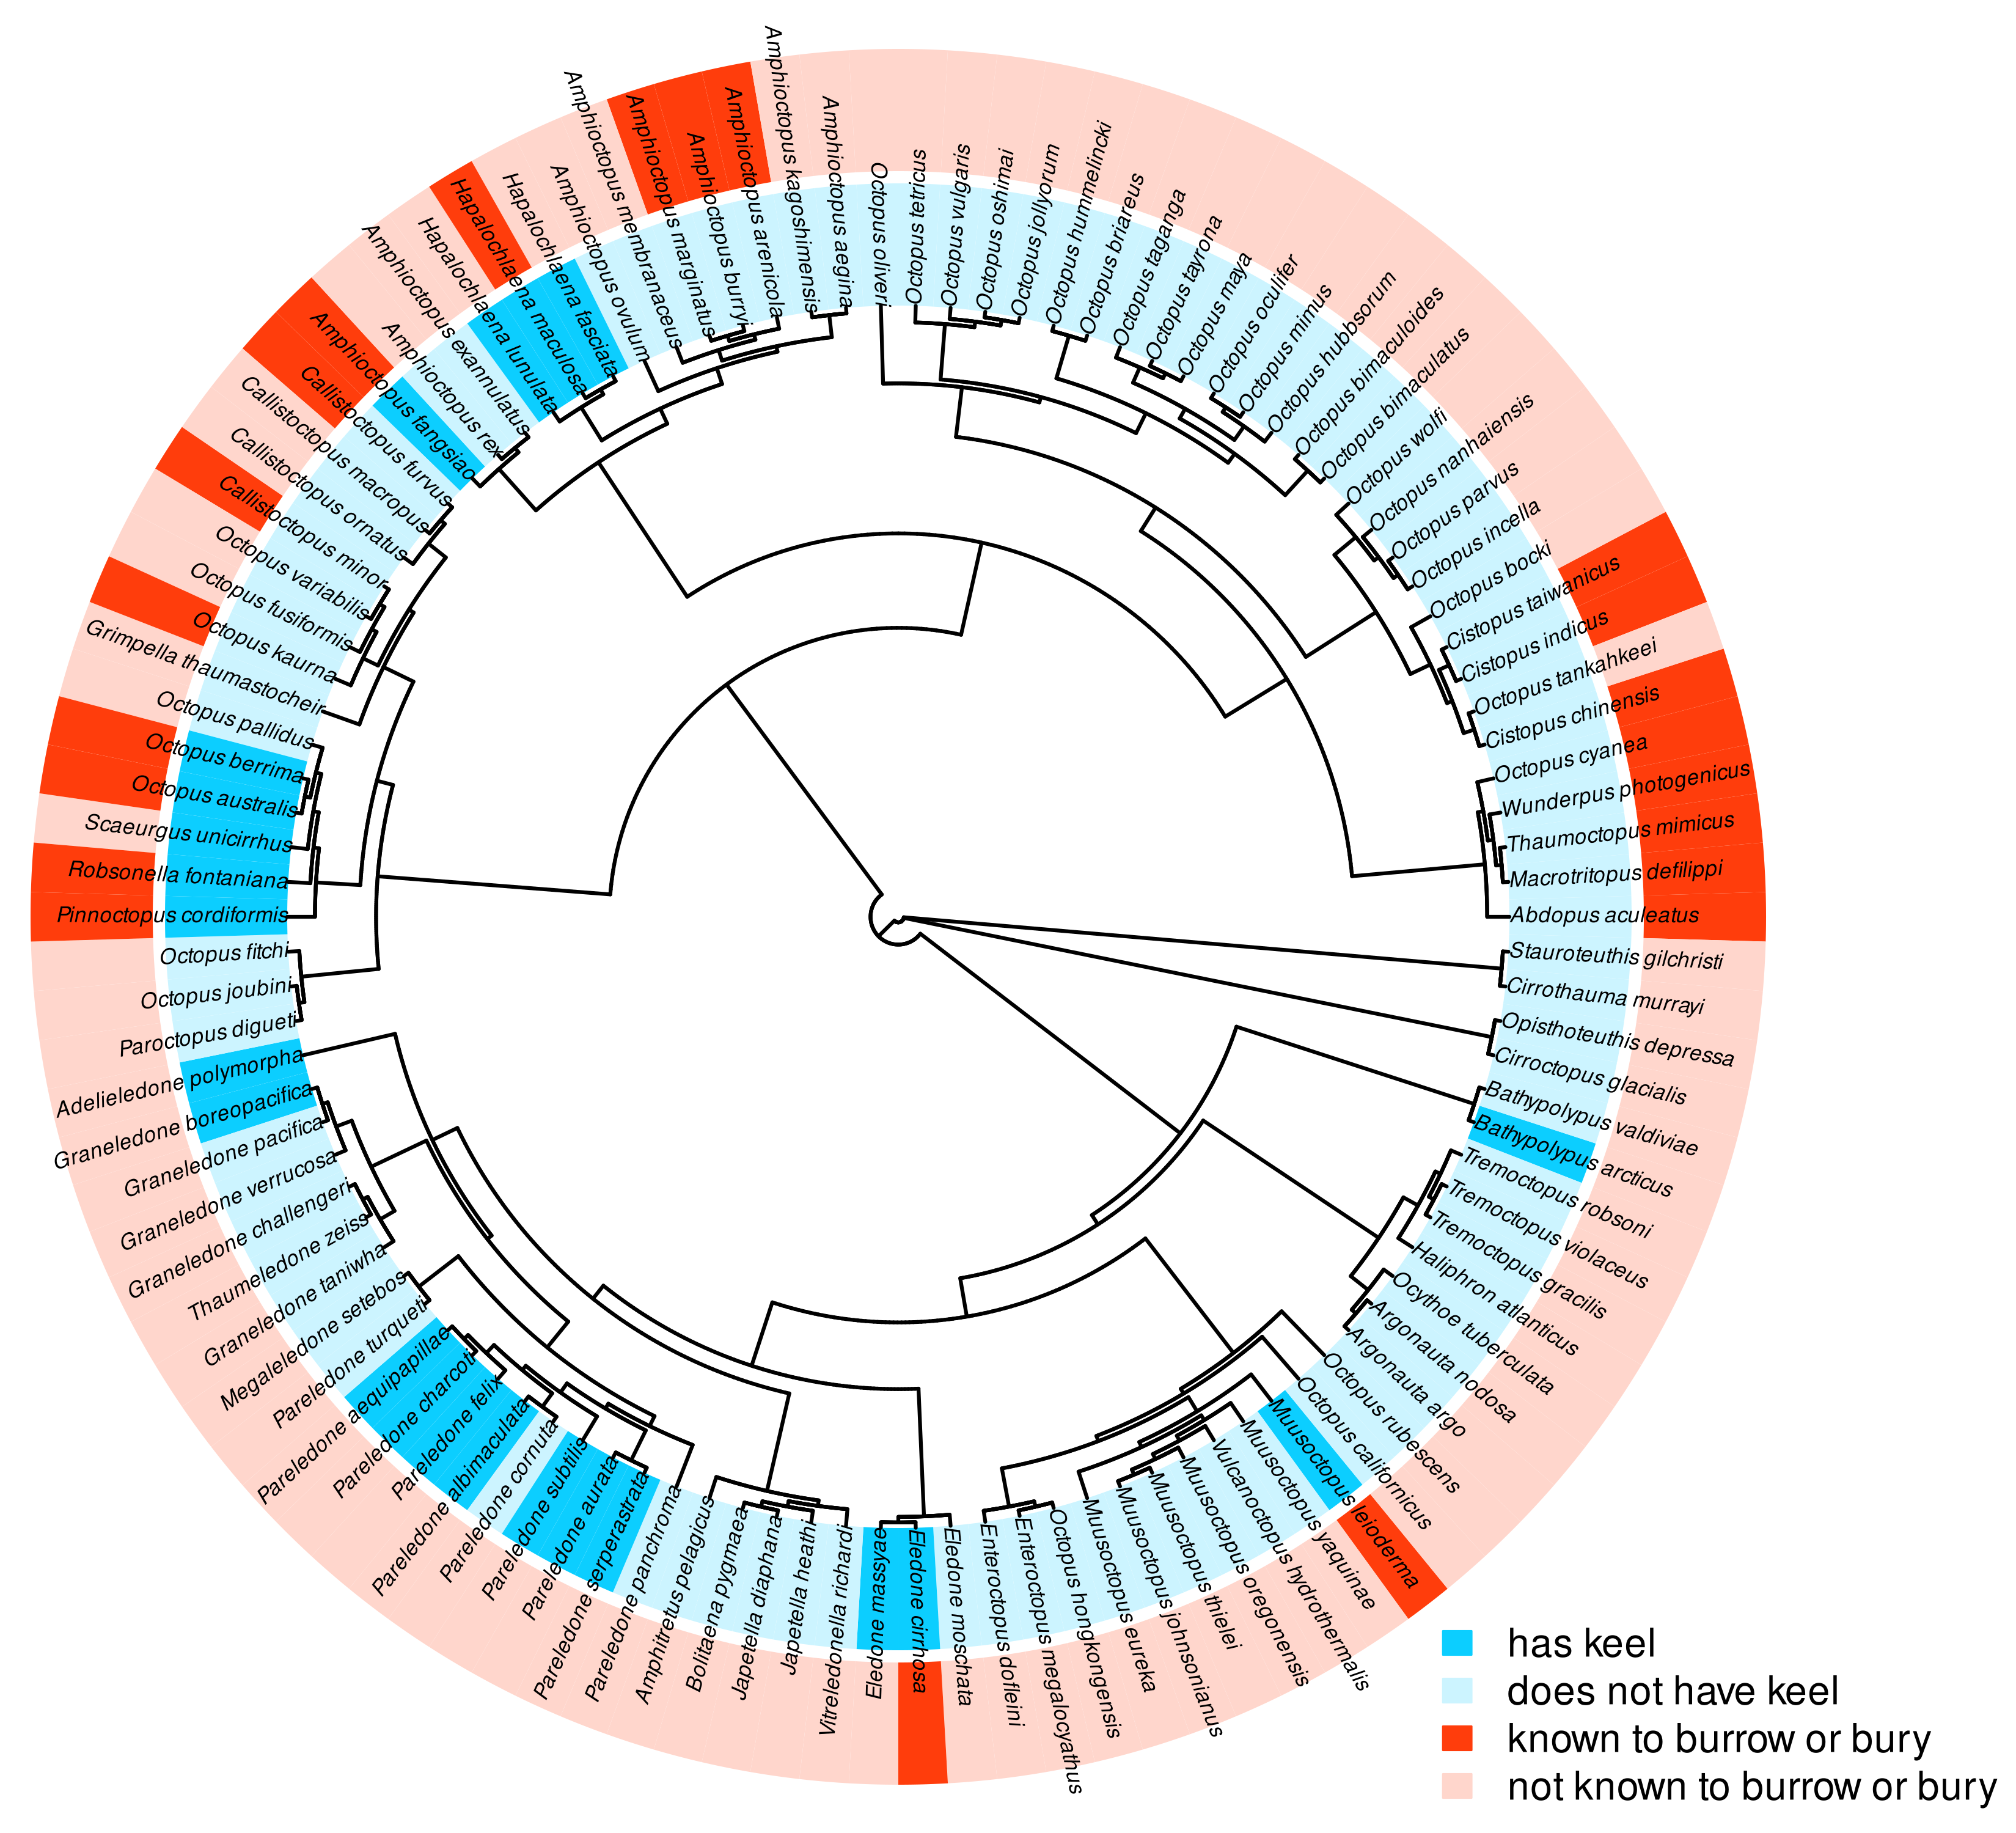 Amphioctopus kagoshimensis
Amphioctopus aegina
Octopus oliveri
Octopus tetricus
Octopus vulgaris
Octopus oshimai
Octopus jollyorum
Octopus hummelincki
Octopus briareus
Octopus taganga
Octopus tayrona
Octopus maya
Octopus oculifer
Octopus mimus
Octopus hubbsorum
Octopus bimaculoides
Octopus bimaculatus
Octopus wolfi
Octopus nanhaiensis
Octopus parvus
Octopus incella
Octopus bocki
Cistopus taiwanicus
Cistopus indicus
Octopus tankahkeei
Cistopus chinensis
Octopus cyanea
Wunderpus photogenicus
Thaumoctopus mimicus
Macrotritopus defilippi
Abdopus aculeatus
Stauroteuthis gilchristi
Cirrothauma murrayi
Opisthoteuthis depressa
Cirroctopus glacialis
Bathypolypus valdiviae
Bathypolypus arcticus
Tremoctopus robsoni
Tremoctopus violaceus
Tremoctopus gracilis
Haliphron atlanticus
Ocythoe tuberculata
Argonauta nodosa
Argonauta argo
Octopus rubescens
Octopus californicus
Muusoctopus leioderma
Muusoctopus yaquinae
Vulcanoctopus hydrothermalis
Muusoctopus oregonensis
Muusoctopus thielei
Muusoctopus johnsonianus
Muusoctopus eureka
Octopus hongkongensis
Enteroctopus megalocyathus
Enteroctopus dofleini
Eledone moschata
Eledone cirrhosa
Eledone massyae
Vitreledonella richardi
Japetella heathi
Japetella diaphana
Bolitaena pygmaea
Amphitretus pelagicus
Pareledone panchroma
Pareledone serperastrata
Pareledone aurata
Pareledone subtilis
Pareledone cornuta
Pareledone albimaculata
Pareledone felix
Pareledone charcoti
Pareledone aequipapillae
Pareledone turqueti
Megaleledone setebos
Graneledone taniwha
Thaumeledone zeiss
Graneledone challengeri
Graneledone verrucosa
Graneledone pacifica
Graneledone boreopacifica
Adelieledone polymorpha
Paroctopus digueti
Octopus joubini
Octopus fitchi
Pinnoctopus cordiformis
Robsonella fontaniana
Scaeurgus unicirrhus
Octopus australis
Octopus berrima
Octopus pallidus
Grimpella thaumastocheir
Octopus kaurna
Octopus fusiformis
Octopus variabilis
Callistoctopus minor
Callistoctopus ornatus
Callistoctopus macropus
Callistoctopus furvus
Amphioctopus fangsiao
Amphioctopus rex
Amphioctopus exannulatus
Hapalochlaena lunulata
Hapalochlaena maculosa
Hapalochlaena fasciata
Amphioctopus ovulum
Amphioctopus membranaceus
Amphioctopus marginatus
Amphioctopus burryi
Amphioctopus arenicola
has keel
does not have keel
known to burrow or bury
not known to burrow or bury